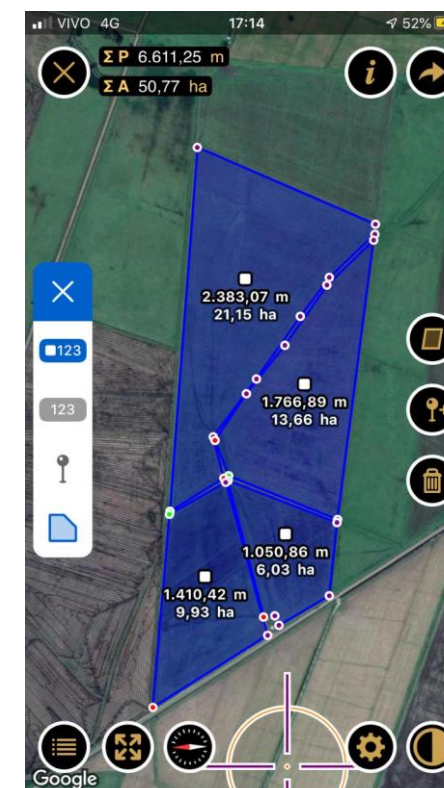 VIVO 4G 17:14 52%
Σ P 6.611,25 m
Σ A 50,77 ha
i
2.383,07 m
21,15 ha
123
1.766,89 m
13,66 ha
123
1.050,86 m
6,03 ha
1.410,42 m
9,93 ha
Google